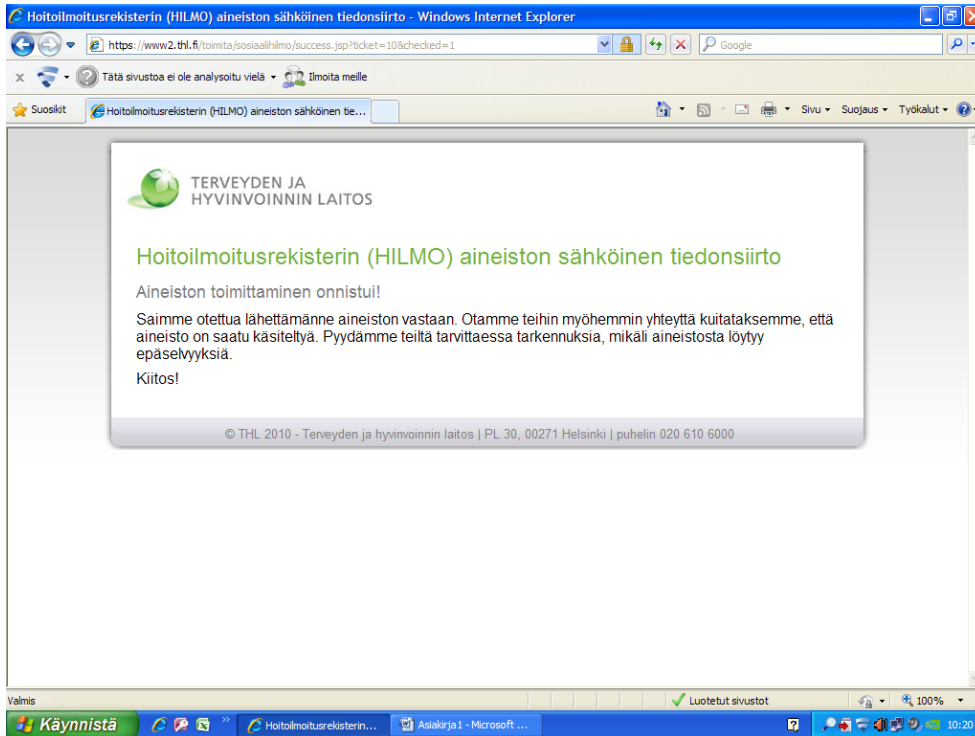 Hoitoilmoitusrekisterin (HILMO) aineiston sähköinen tiedonsiirto - Windows Internet Explorer
https://www2.thl.fi/toimita/sosiaalihilmo/success.jsp?ticket=10&checked=1
Google
x Tätä sivustoa ei ole analysoitu vielä Ilmoita meille
Suosikit Hoitoilmoitusrekisterin (HILMO) aineiston sähköinen tie... Sivu Suojaus Työkalut
TERVEYDEN JA
HYVINVOINNIN LAITOS
Hoitoilmoitusrekisterin (HILMO) aineiston sähköinen tiedonsiirto
Aineiston toimittaminen onnistui!
Saimme otettua lähettämänne aineiston vastaan. Otamme teihin myöhemmin yhteyttä kuitataksemme, että
aineisto on saatu käsiteltyä. Pyydämme teiltä tarvittaessa tarkennuksia, mikäli aineistosta löytyy
epäselvyyksiä.
Kiitos!
© THL 2010 - Terveyden ja hyvinvoinnin laitos | PL 30, 00271 Helsinki | puhelin 020 610 6000
Valmis Luotetut sivustot 100%
Käynnistä Hoitoilmoitusrekisterin... Asiakirja1 - Microsoft ... 10:20